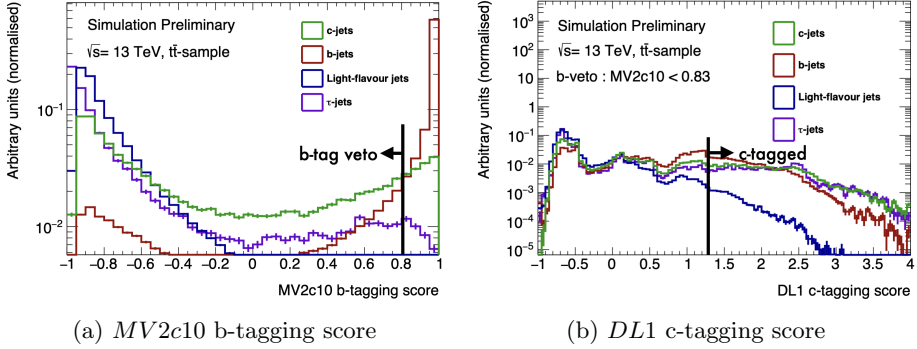 Simulation Preliminary
√s= 13 TeV, tt̄-sample
c-jets
b-jets
Light-flavour jets
τ-jets
b-tag veto
Arbitrary units (normalised)
10⁻¹
10⁻²
−1 −0.8 −0.6 −0.4 −0.2 0 0.2 0.4 0.6 0.8 1
MV2c10 b-tagging score
(a) MV2c10 b-tagging score
Simulation Preliminary
√s= 13 TeV, tt̄-sample
b-veto : MV2c10 < 0.83
c-jets
b-jets
Light-flavour jets
τ-jets
c-tagged
Arbitrary units (normalised)
10³
10²
10
1
10⁻¹
10⁻²
10⁻³
10⁻⁴
10⁻⁵
−1 −0.5 0 0.5 1 1.5 2 2.5 3 3.5 4
DL1 c-tagging score
(b) DL1 c-tagging score